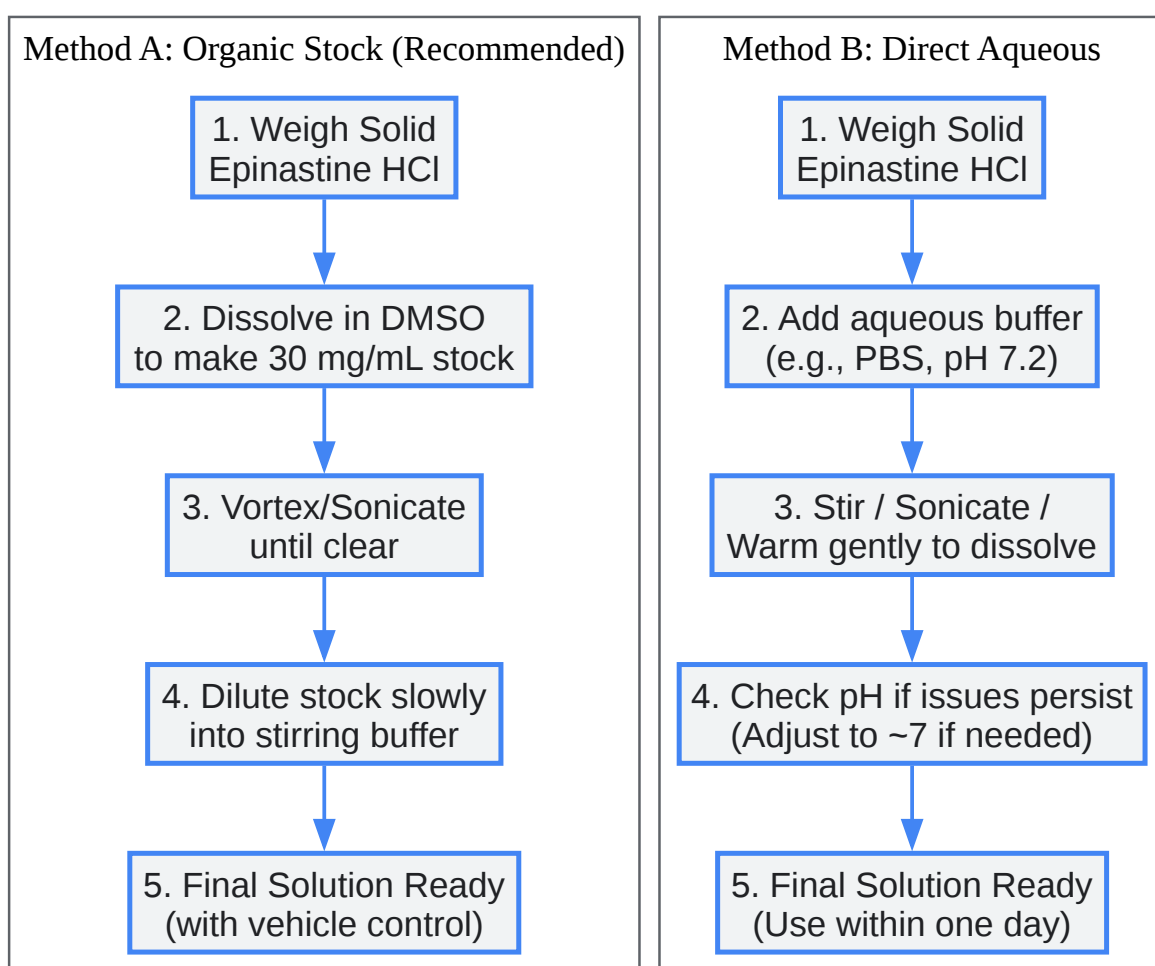 Method A: Organic Stock (Recommended)
1. Weigh Solid
Epinastine HCl
2. Dissolve in DMSO
to make 30 mg/mL stock
3. Vortex/Sonicate
until clear
4. Dilute stock slowly
into stirring buffer
5. Final Solution Ready
(with vehicle control)
Method B: Direct Aqueous
1. Weigh Solid
Epinastine HCl
2. Add aqueous buffer
(e.g., PBS, pH 7.2)
3. Stir / Sonicate /
Warm gently to dissolve
4. Check pH if issues persist
(Adjust to ~7 if needed)
5. Final Solution Ready
(Use within one day)